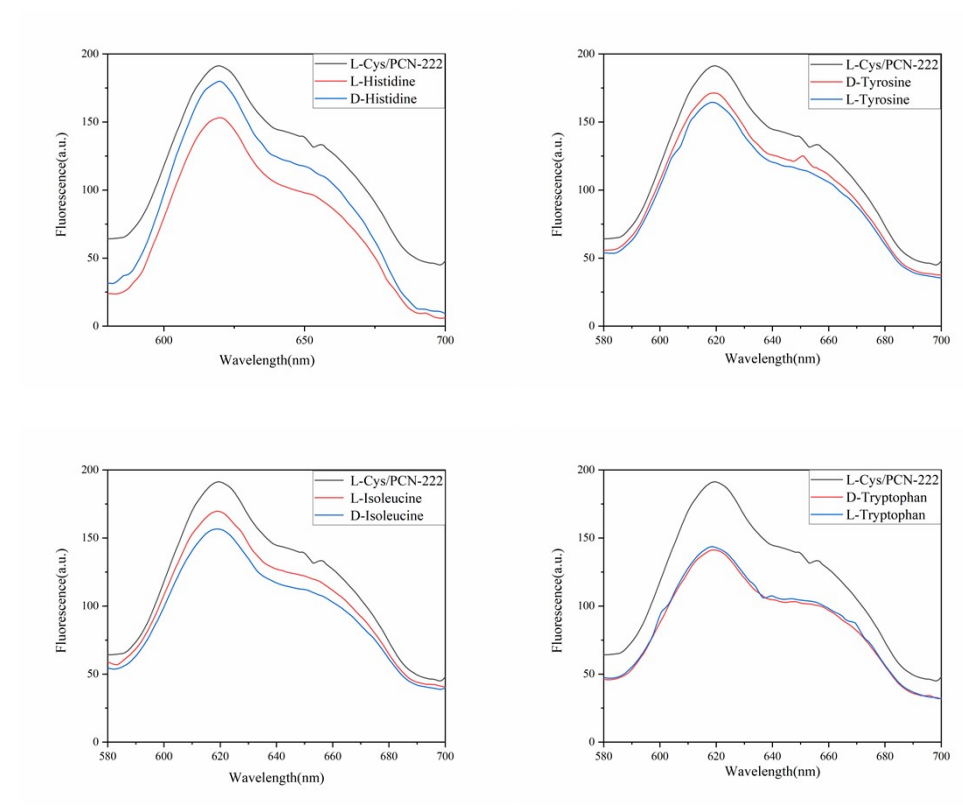 200
150
100
50
0
600
650
700
Fluorescence(a.u.)
Wavelength(nm)
L-Cys/PCN-222
L-Histidine
D-Histidine
200
150
100
50
0
580
600
620
640
660
680
700
Fluorescence(a.u.)
Wavelength(nm)
L-Cys/PCN-222
D-Tyrosine
L-Tyrosine
200
150
100
50
0
580
600
620
640
660
680
700
Fluorescence(a.u.)
Wavelength(nm)
L-Cys/PCN-222
L-Isoleucine
D-Isoleucine
200
150
100
50
0
580
600
620
640
660
680
700
Fluorescence(a.u.)
Wavelength(nm)
L-Cys/PCN-222
D-Tryptophan
L-Tryptophan